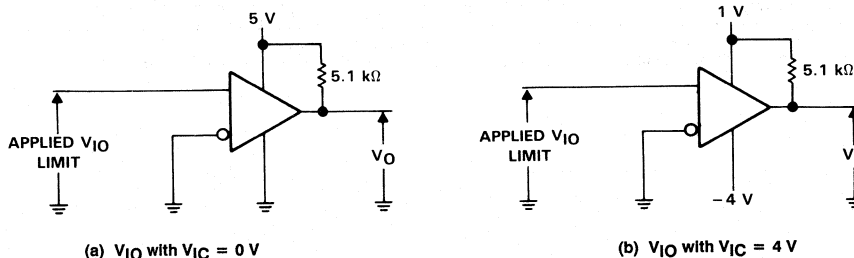 5 V
5.1 kΩ
APPLIED VIO
LIMIT
VO
(a) VIO with VIC = 0 V
1 V
5.1 kΩ
APPLIED VIO
LIMIT
V
–4 V
(b) VIO with VIC = 4 V